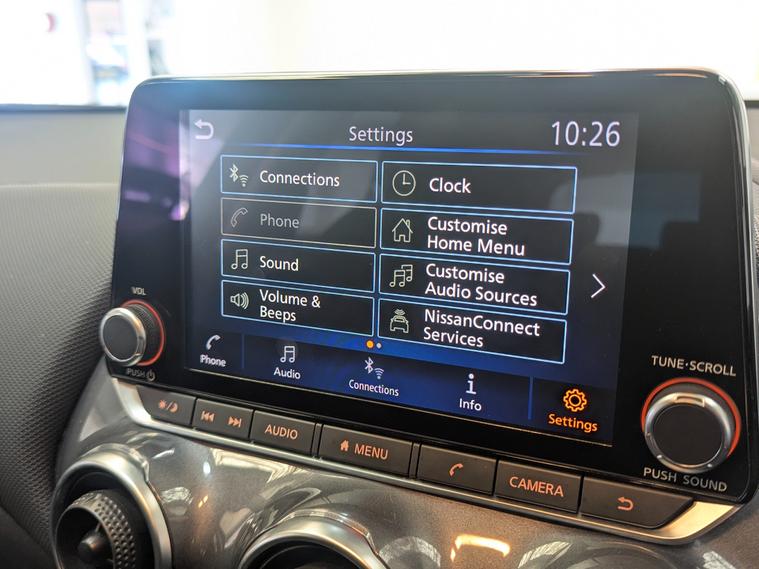 Settings
10:26
Connections
Clock
Phone
Customise
Home Menu
Sound
Customise
Audio Sources
Volume &
Beeps
NissanConnect
Services
Phone
Audio
Connections
Info
Settings
VOL
PUSH
TUNE·SCROLL
PUSH SOUND
AUDIO
MENU
CAMERA